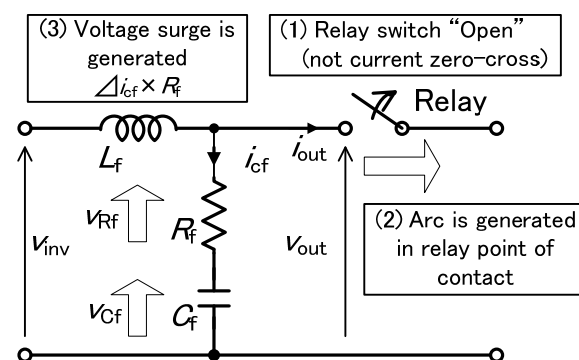 (3) Voltage surge is
generated
⊿icf × Rf
(1) Relay switch “Open”
(not current zero-cross)
Relay
Lf
icf
iout
vRf
Rf
vinv
vout
(2) Arc is generated
in relay point of
contact
vCf
Cf